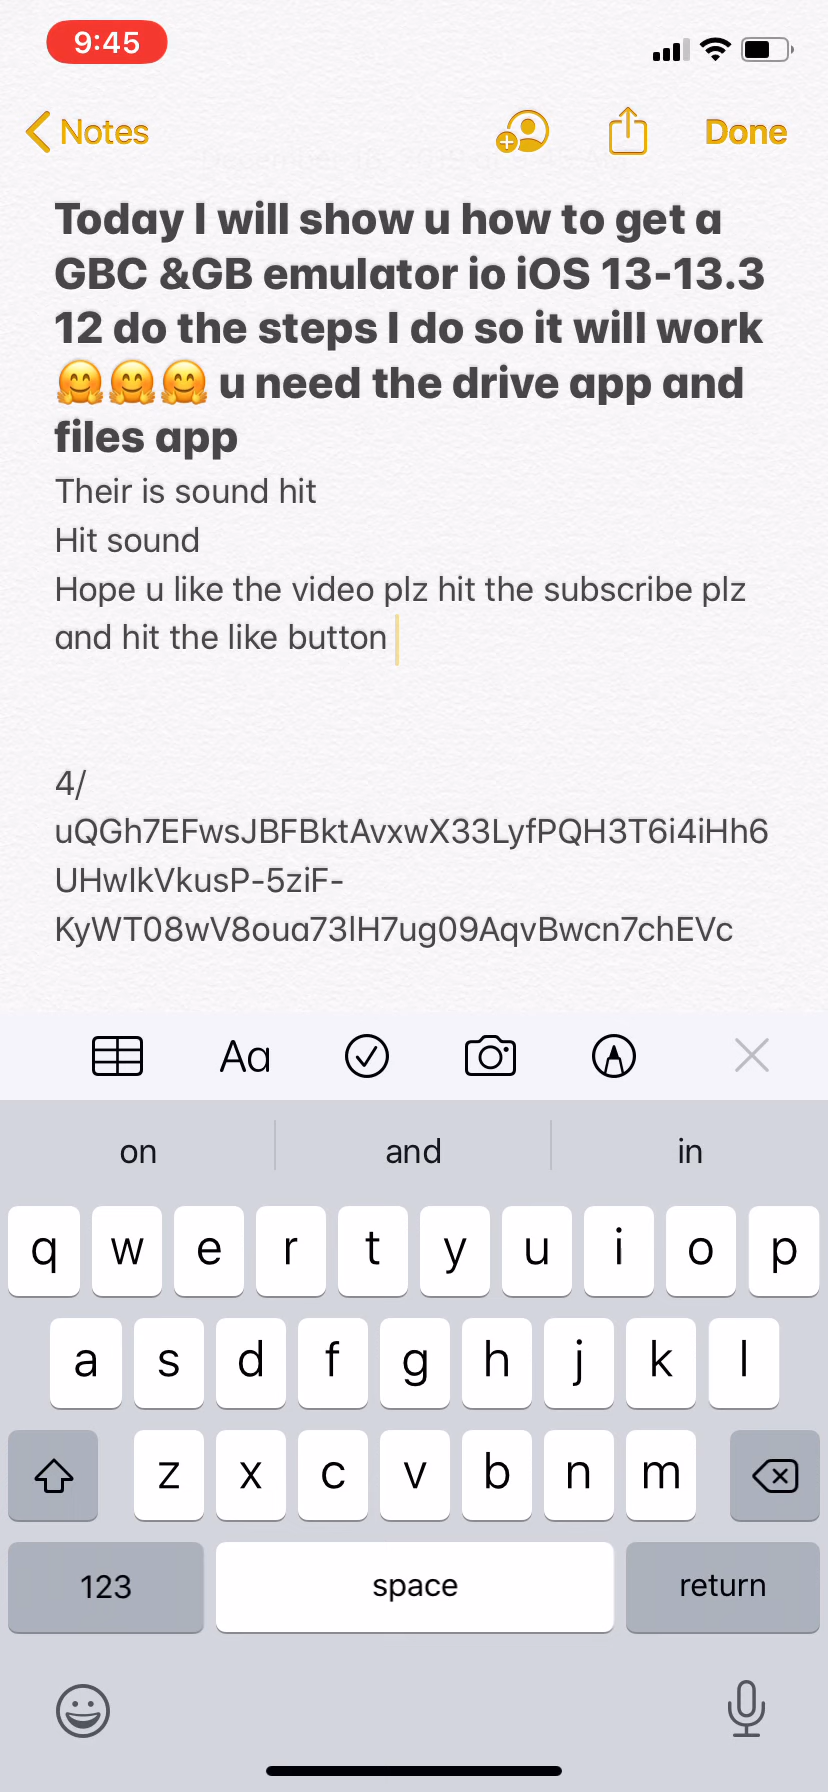 9:45
Notes
Done
Today I will show u how to get a
GBC &GB emulator io iOS 13-13.3
12 do the steps I do so it will work
🤗🤗🤗 u need the drive app and
files app
Their is sound hit
Hit sound
Hope u like the video plz hit the subscribe plz
and hit the like button
4/
uQGh7EFwsJBFBktAvxwX33LyfPQH3T6i4iHh6
UHwIkVkusP-5ziF-
KyWT08wV8oua73lH7ug09AqvBwcn7chEVc
Aa
on and in
q w e r t y u i o p
a s d f g h j k l
z x c v b n m
123 space return